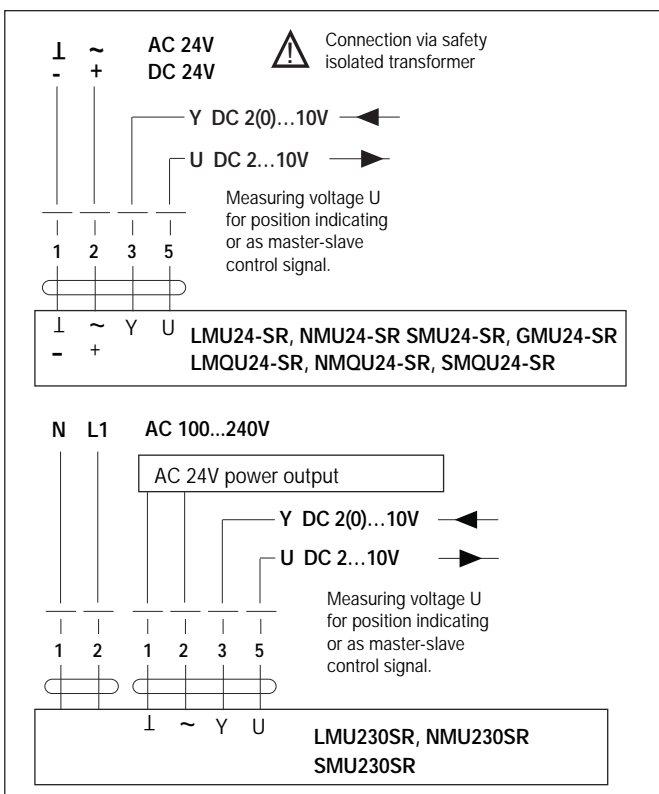 ⊥ ~ AC 24V
- + DC 24V
Connection via safety
isolated transformer
Y DC 2(0)...10V
U DC 2...10V
Measuring voltage U
for position indicating
or as master-slave
control signal.
1 2 3 5
⊥ ~ Y U
- +
LMU24-SR, NMU24-SR SMU24-SR, GMU24-SR
LMQU24-SR, NMQU24-SR, SMQU24-SR
N L1 AC 100...240V
AC 24V power output
Y DC 2(0)...10V
U DC 2...10V
Measuring voltage U
for position indicating
or as master-slave
control signal.
1 2 1 2 3 5
⊥ ~ Y U
LMU230SR, NMU230SR
SMU230SR